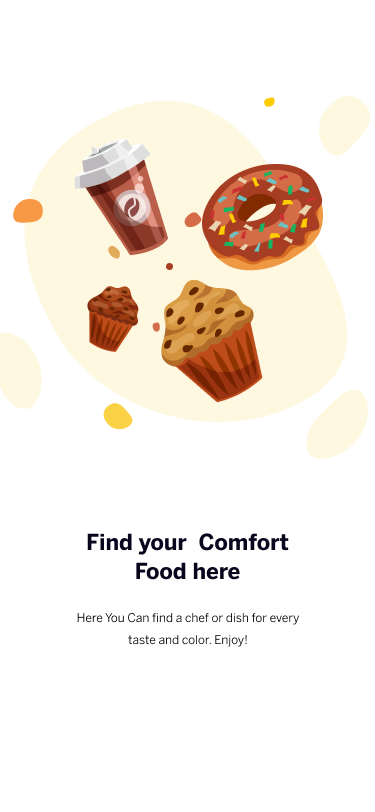 Find your  Comfort
Food here
Here You Can find a chef or dish for every
taste and color. Enjoy!